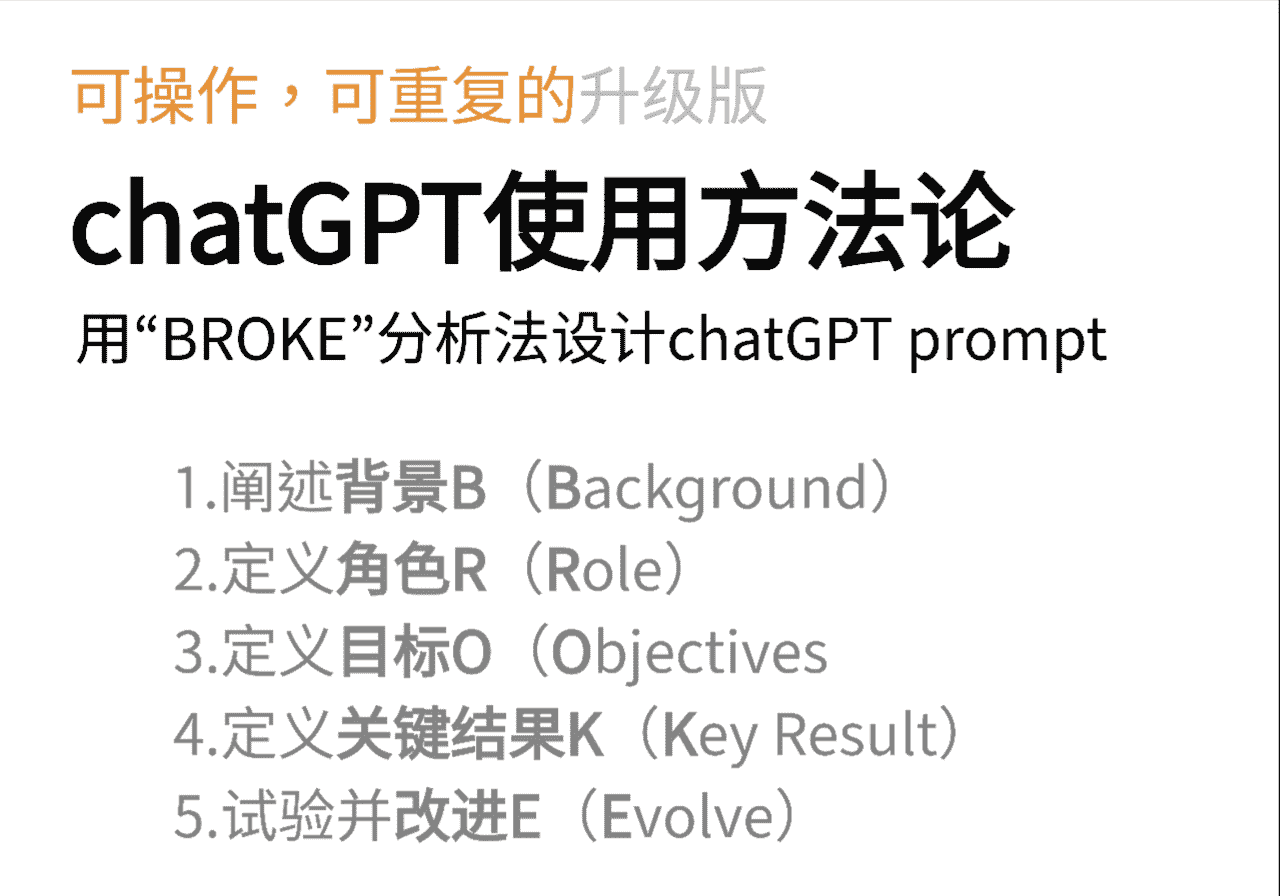 可操作，可重复的升级版
chatGPT使用方法论
用“BROKE”分析法设计chatGPT prompt
1.阐述背景B（Background）
2.定义角色R（Role）
3.定义目标O（Objectives
4.定义关键结果K（Key Result）
5.试验并改进E（Evolve）